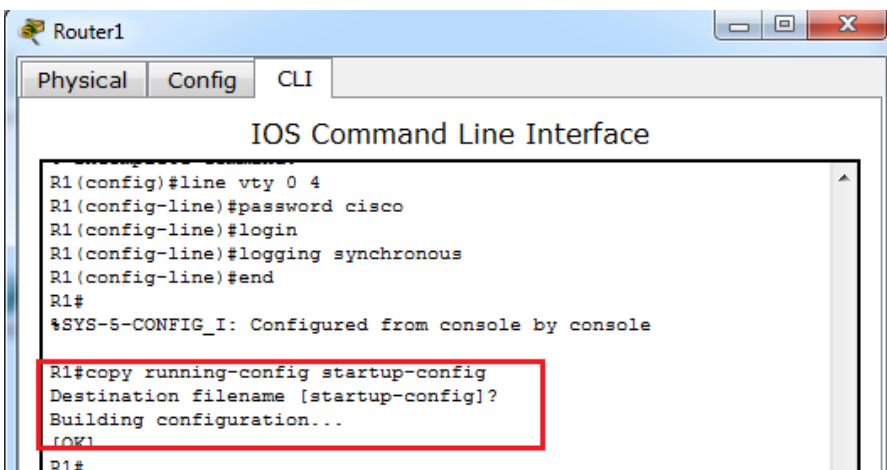 Router1
Physical Config CLI
IOS Command Line Interface
R1(config)#line vty 0 4
R1(config-line)#password cisco
R1(config-line)#login
R1(config-line)#logging synchronous
R1(config-line)#end
R1#
%SYS-5-CONFIG_I: Configured from console by console
R1#copy running-config startup-config
Destination filename [startup-config]?
Building configuration...
[OK]
R1#